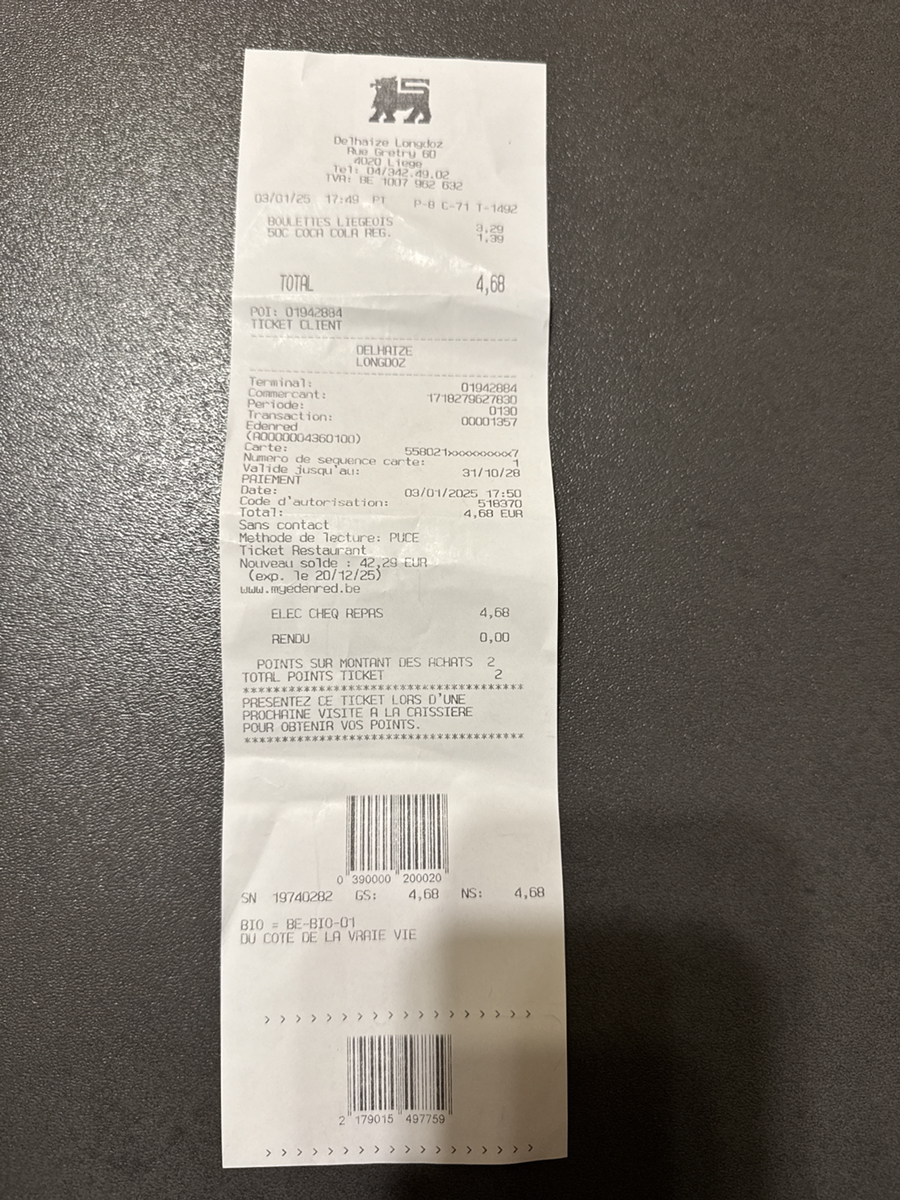 Delhaize Longdoz
Rue Gretry 60
4020 Liege
Tel: 04/342.49.02
TVA: BE 1007 962 632
03/01/25 17:49 PT P-8 C-71 T-1492
BOULETTES LIEGEOIS 3.29
50C COCA COLA REG. 1.39
TOTAL 4,68
POI: 01942884
TICKET CLIENT
DELHAIZE
LONGDOZ
Terminal: 01942884
Commercant: 1718279627830
Periode: 0130
Transaction: 00001357
Edenred
(A0000004360100)
Carte: 558021xxxxxxxxx7
Numero de sequence carte: 1
Valide jusqu'au: 31/10/28
PAIEMENT
Date: 03/01/2025 17:50
Code d'autorisation: 518370
Total: 4,68 EUR
Sans contact
Methode de lecture: PUCE
Ticket Restaurant
Nouveau solde : 42,29 EUR
(exp. le 20/12/25)
www.myedenred.be
ELEC CHEQ REPAS 4,68
RENDU 0,00
POINTS SUR MONTANT DES ACHATS 2
TOTAL POINTS TICKET 2
************************************
PRESENTEZ CE TICKET LORS D'UNE
PROCHAINE VISITE A LA CAISSIERE
POUR OBTENIR VOS POINTS.
************************************
0 390000 200020
SN 19740282 GS: 4,68 NS: 4,68
BIO = BE-BIO-01
DU COTE DE LA VRAIE VIE
> > > > > > > > > > > > > > > > > >
2 179015 497759
> > > > > > > > > > > > > > > > > >